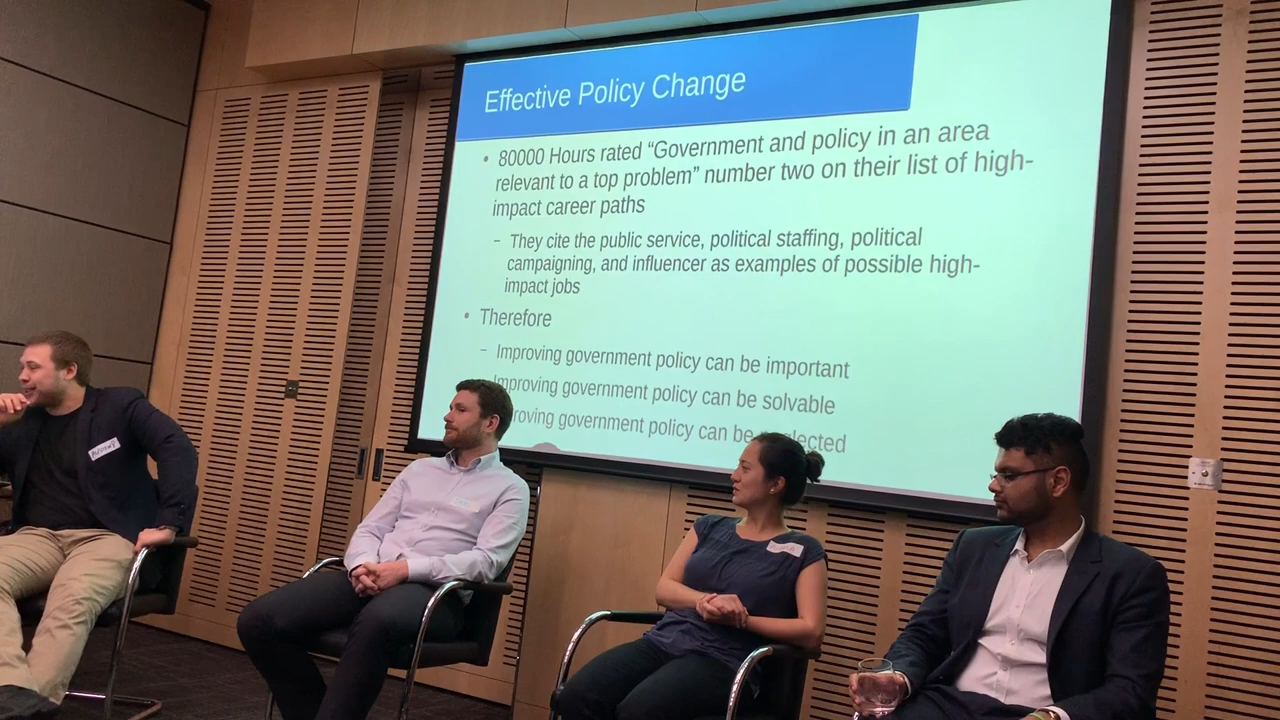 Effective Policy Change
• 80000 Hours rated “Government and policy in an area
relevant to a top problem” number two on their list of high-
impact career paths
– They cite the public service, political staffing, political
campaigning, and influencer as examples of possible high-
impact jobs
• Therefore
– Improving government policy can be important
Improving government policy can be solvable
government policy can be